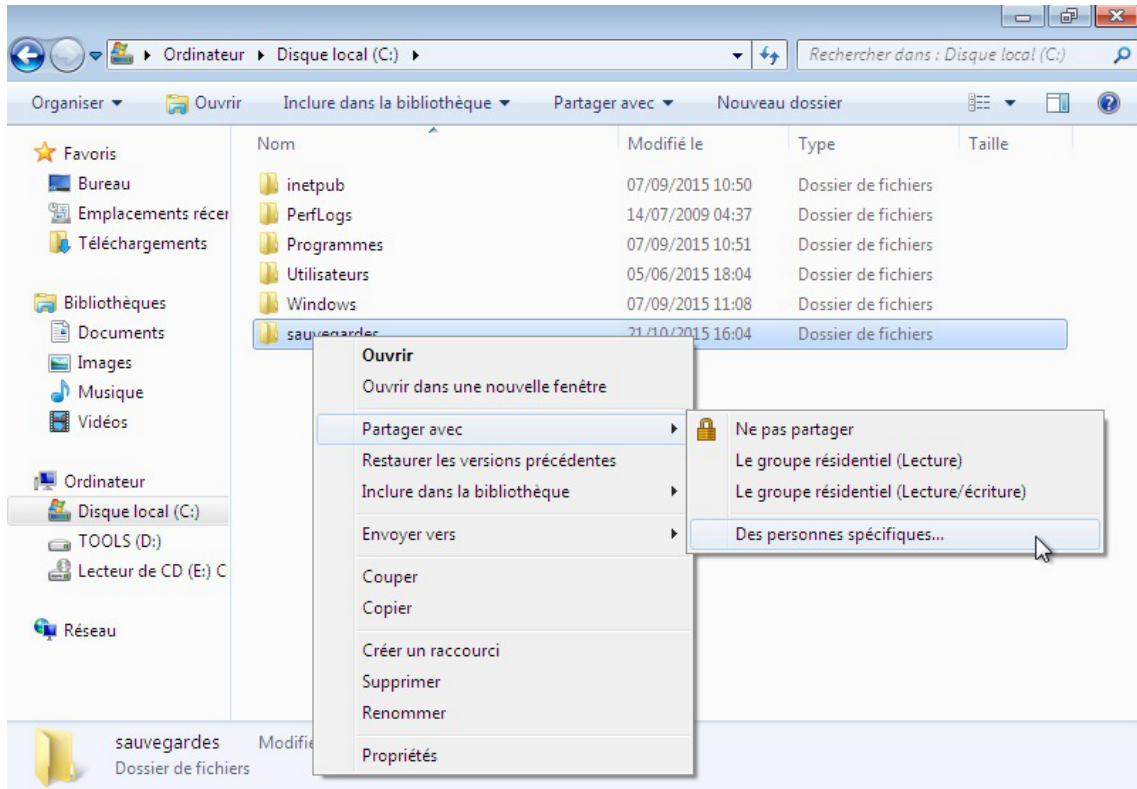 Ordinateur Disque local (C:) Rechercher dans : Disque local (C:)
Organiser Ouvrir Inclure dans la bibliothèque Partager avec Nouveau dossier
Favoris
Bureau
Emplacements récer
Téléchargements
Bibliothèques
Documents
Images
Musique
Vidéos
Ordinateur
Disque local (C:)
TOOLS (D:)
Lecteur de CD (E:) C
Réseau
Nom Modifié le Type Taille
inetpub 07/09/2015 10:50 Dossier de fichiers
PerfLogs 14/07/2009 04:37 Dossier de fichiers
Programmes 07/09/2015 10:51 Dossier de fichiers
Utilisateurs 05/06/2015 18:04 Dossier de fichiers
Windows 07/09/2015 11:08 Dossier de fichiers
sauvegardes 21/10/2015 16:04 Dossier de fichiers
Ouvrir
Ouvrir dans une nouvelle fenêtre
Partager avec
Restaurer les versions précédentes
Inclure dans la bibliothèque
Envoyer vers
Couper
Copier
Créer un raccourci
Supprimer
Renommer
Propriétés
Ne pas partager
Le groupe résidentiel (Lecture)
Le groupe résidentiel (Lecture/écriture)
Des personnes spécifiques...
sauvegardes Modifié
Dossier de fichiers